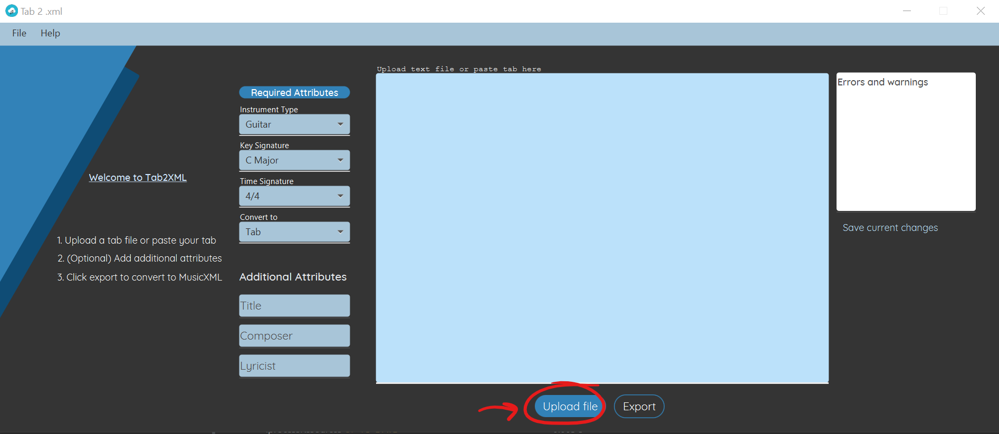 Tab 2 .xml
File Help
Upload text file or paste tab here
Errors and warnings
Required Attributes
Instrument Type
Guitar
Key Signature
C Major
Time Signature
4/4
Welcome to Tab2XML
Convert to
Tab
Save current changes
1. Upload a tab file or paste your tab
2. (Optional) Add additional attributes
3. Click export to convert to MusicXML
Additional Attributes
Title
Composer
Lyricist
Upload file
Export